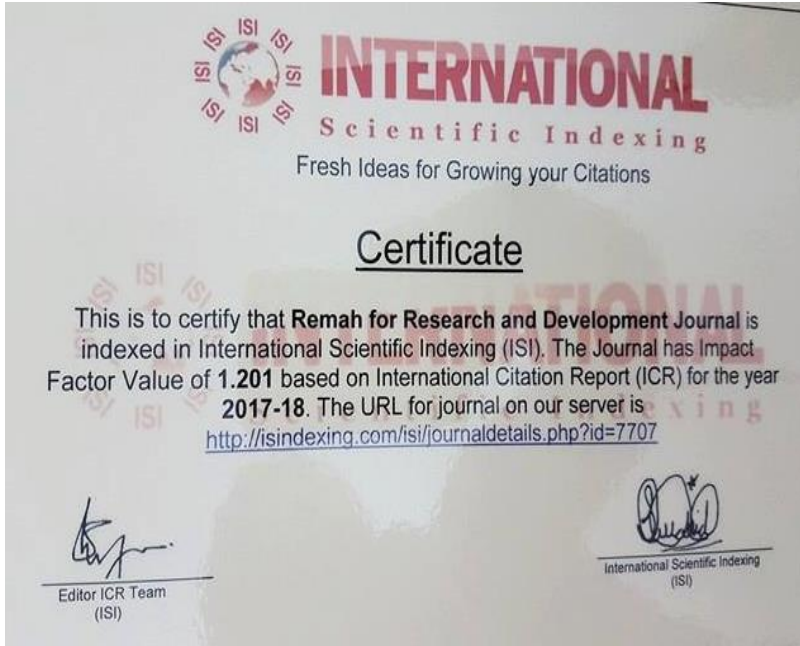 ISI ISI ISI ISI ISI ISI ISI ISI
INTERNATIONAL
Scientific Indexing
Fresh Ideas for Growing your Citations
Certificate
This is to certify that Remah for Research and Development Journal is
indexed in International Scientific Indexing (ISI). The Journal has Impact
Factor Value of 1.201 based on International Citation Report (ICR) for the year
2017-18. The URL for journal on our server is
http://isindexing.com/isi/journaldetails.php?id=7707
Editor ICR Team
(ISI)
International Scientific Indexing
(ISI)